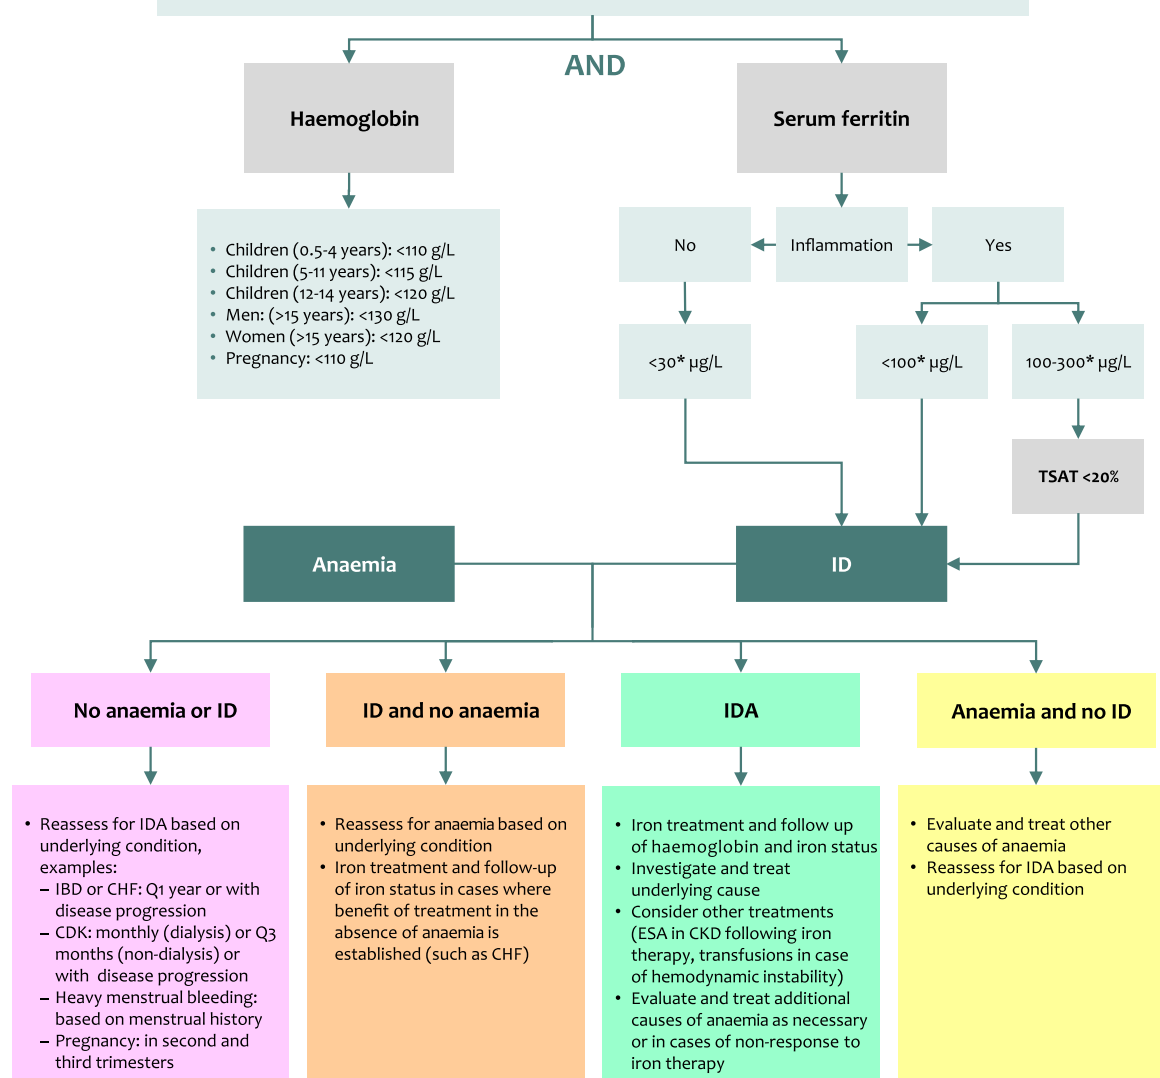 AND
Haemoglobin
Serum ferritin
• Children (0.5-4 years): <110 g/L
• Children (5-11 years): <115 g/L
• Children (12-14 years): <120 g/L
• Men: (>15 years): <130 g/L
• Women (>15 years): <120 g/L
• Pregnancy: <110 g/L
No
Inflammation
Yes
<30* µg/L
<100* µg/L
100-300* µg/L
TSAT <20%
Anaemia
ID
No anaemia or ID
ID and no anaemia
IDA
Anaemia and no ID
• Reassess for IDA based on
underlying condition,
examples:
– IBD or CHF: Q1 year or with
disease progression
– CDK: monthly (dialysis) or Q3
months (non-dialysis) or
with disease progression
– Heavy menstrual bleeding:
based on menstrual history
– Pregnancy: in second and
third trimesters
• Reassess for anaemia based on
underlying condition
• Iron treatment and follow-up
of iron status in cases where
benefit of treatment in the
absence of anaemia is
established (such as CHF)
• Iron treatment and follow up
of haemoglobin and iron status
• Investigate and treat
underlying cause
• Consider other treatments
(ESA in CKD following iron
therapy, transfusions in case
of hemodynamic instability)
• Evaluate and treat additional
causes of anaemia as necessary
or in cases of non-response to
iron therapy
• Evaluate and treat other
causes of anaemia
• Reassess for IDA based on
underlying condition